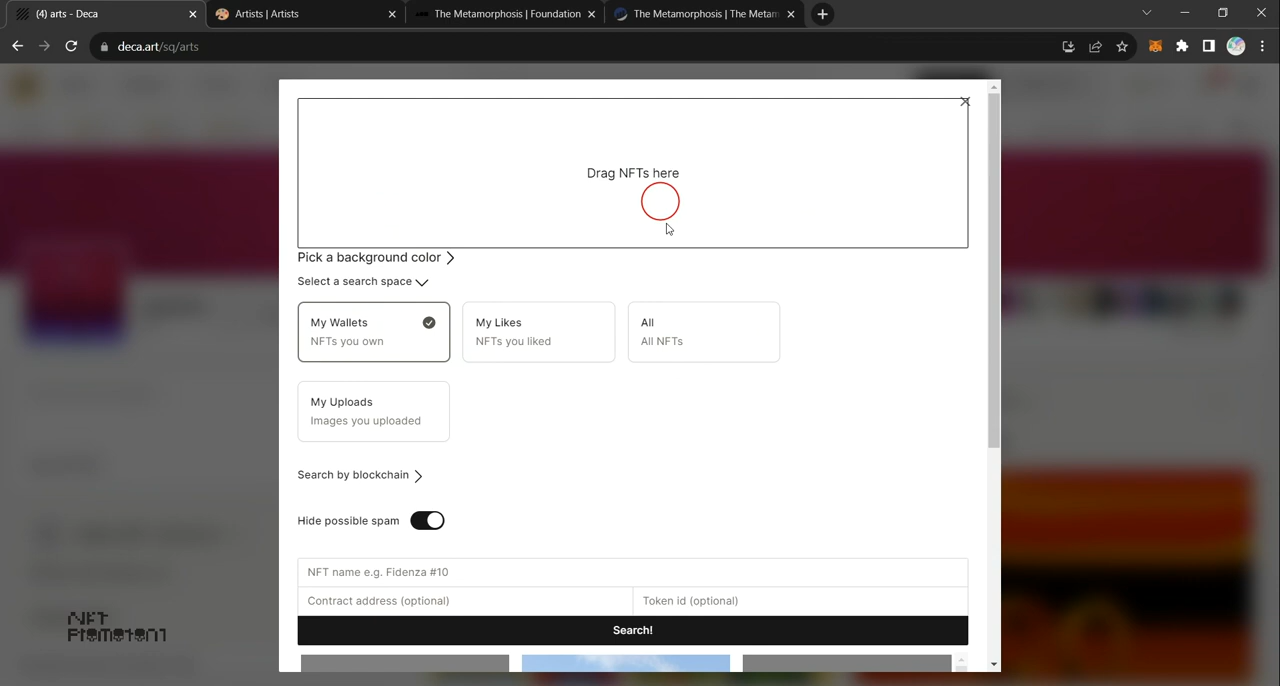 (4) arts - Deca
Artists | Artists
The Metamorphosis | Foundation
The Metamorphosis | The Metam
deca.art/sq/arts
Drag NFTs here
Pick a background color
Select a search space
My Wallets
NFTs you own
My Likes
NFTs you liked
All
All NFTs
My Uploads
Images you uploaded
Search by blockchain
Hide possible spam
NFT name e.g. Fidenza #10
Contract address (optional)
Token id (optional)
Search!
NFT